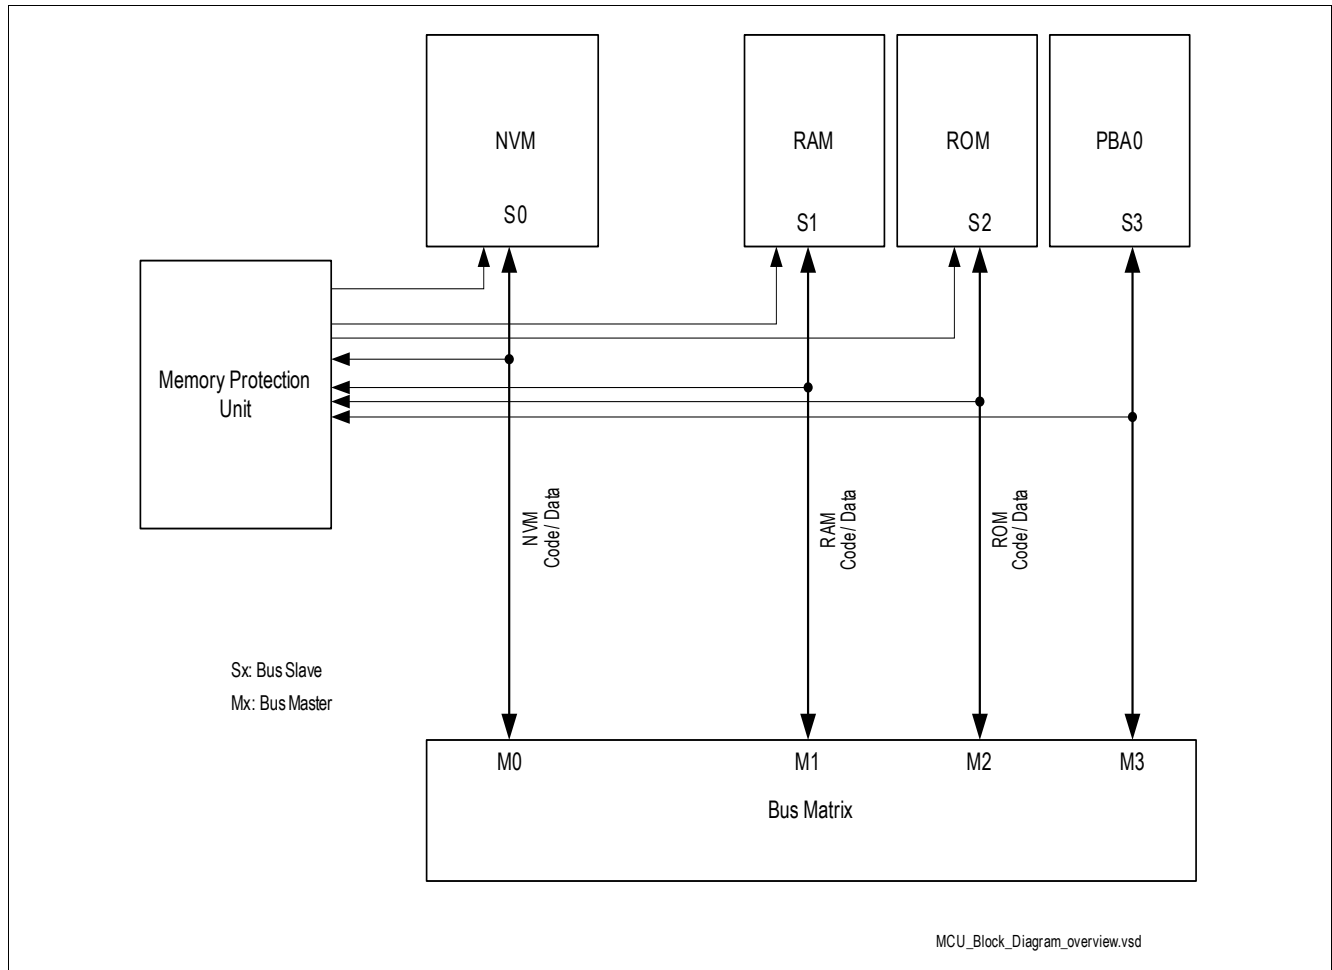 NVM
RAM
ROM
PBA0
S0
S1
S2
S3
Memory Protection
Unit
NVM
Code/ Data
RAM
Code/ Data
ROM
Code/ Data
Sx: Bus Slave
Mx: Bus Master
M0
M1
M2
M3
Bus Matrix
MCU_Block_Diagram_overview.vsd